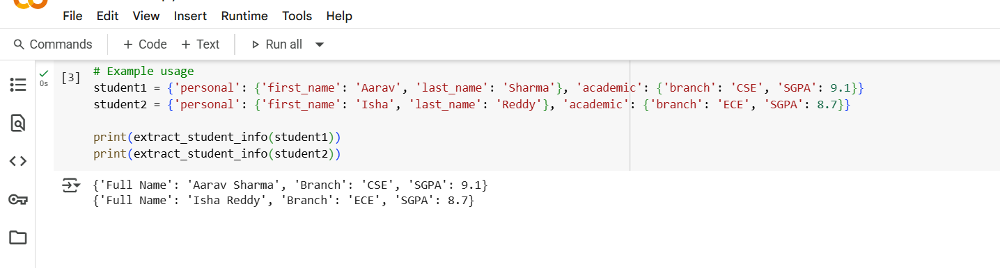 File Edit View Insert Runtime Tools Help
Commands + Code + Text Run all
0s
[3]
# Example usage
student1 = {'personal': {'first_name': 'Aarav', 'last_name': 'Sharma'}, 'academic': {'branch': 'CSE', 'SGPA': 9.1}}
student2 = {'personal': {'first_name': 'Isha', 'last_name': 'Reddy'}, 'academic': {'branch': 'ECE', 'SGPA': 8.7}}
print(extract_student_info(student1))
print(extract_student_info(student2))
{'Full Name': 'Aarav Sharma', 'Branch': 'CSE', 'SGPA': 9.1}
{'Full Name': 'Isha Reddy', 'Branch': 'ECE', 'SGPA': 8.7}